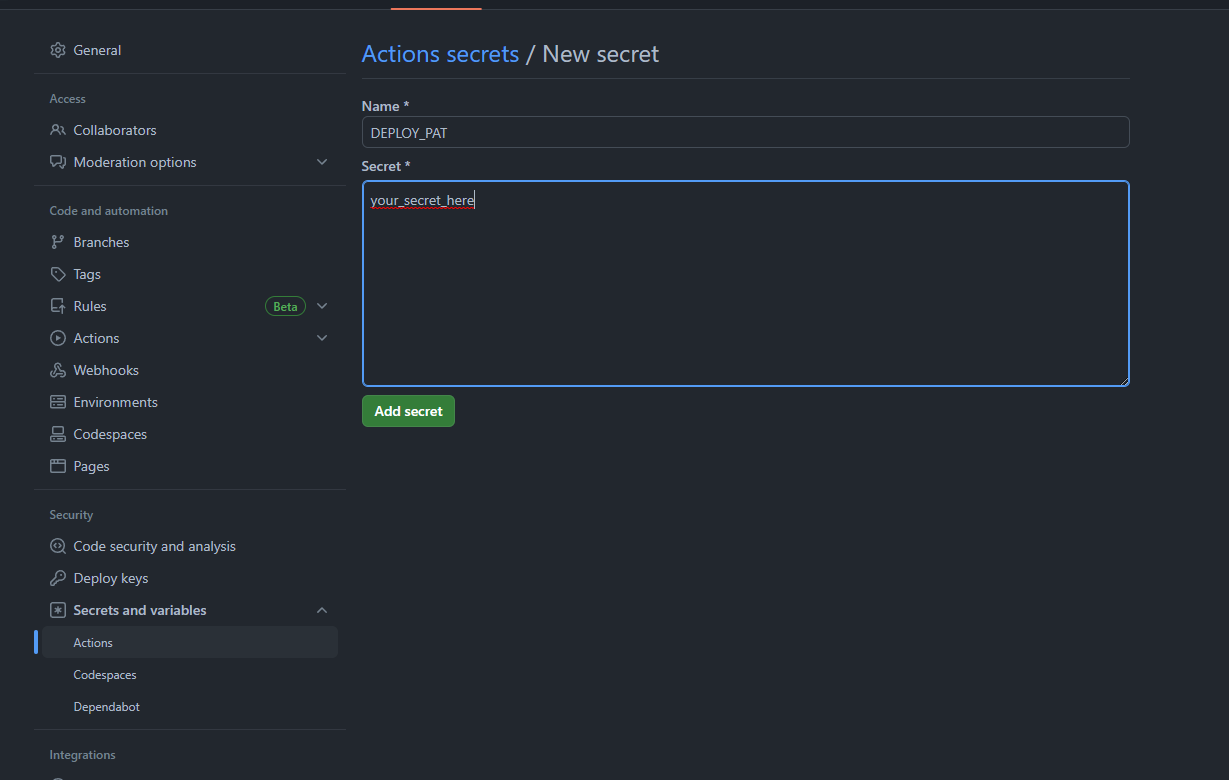 General
Access
Collaborators
Moderation options
Code and automation
Branches
Tags
Rules Beta
Actions
Webhooks
Environments
Codespaces
Pages
Security
Code security and analysis
Deploy keys
Secrets and variables
Actions
Codespaces
Dependabot
Integrations
Actions secrets / New secret
Name *
DEPLOY_PAT
Secret *
your_secret_here
Add secret